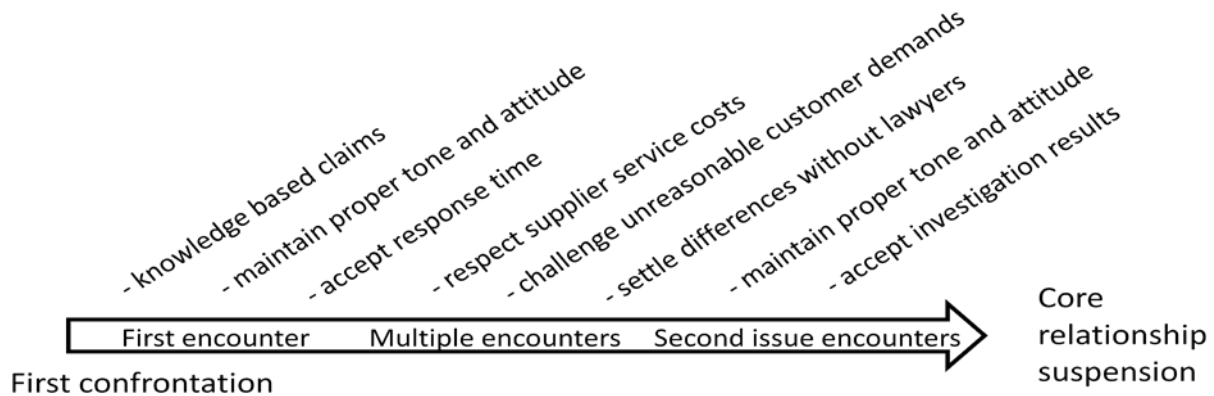 - knowledge based claims
- maintain proper tone and attitude
- accept response time
- respect supplier service costs
- challenge unreasonable customer demands
- settle differences without lawyers
- maintain proper tone and attitude
- accept investigation results
First encounter
Multiple encounters
Second issue encounters
First confrontation
Core
relationship
suspension